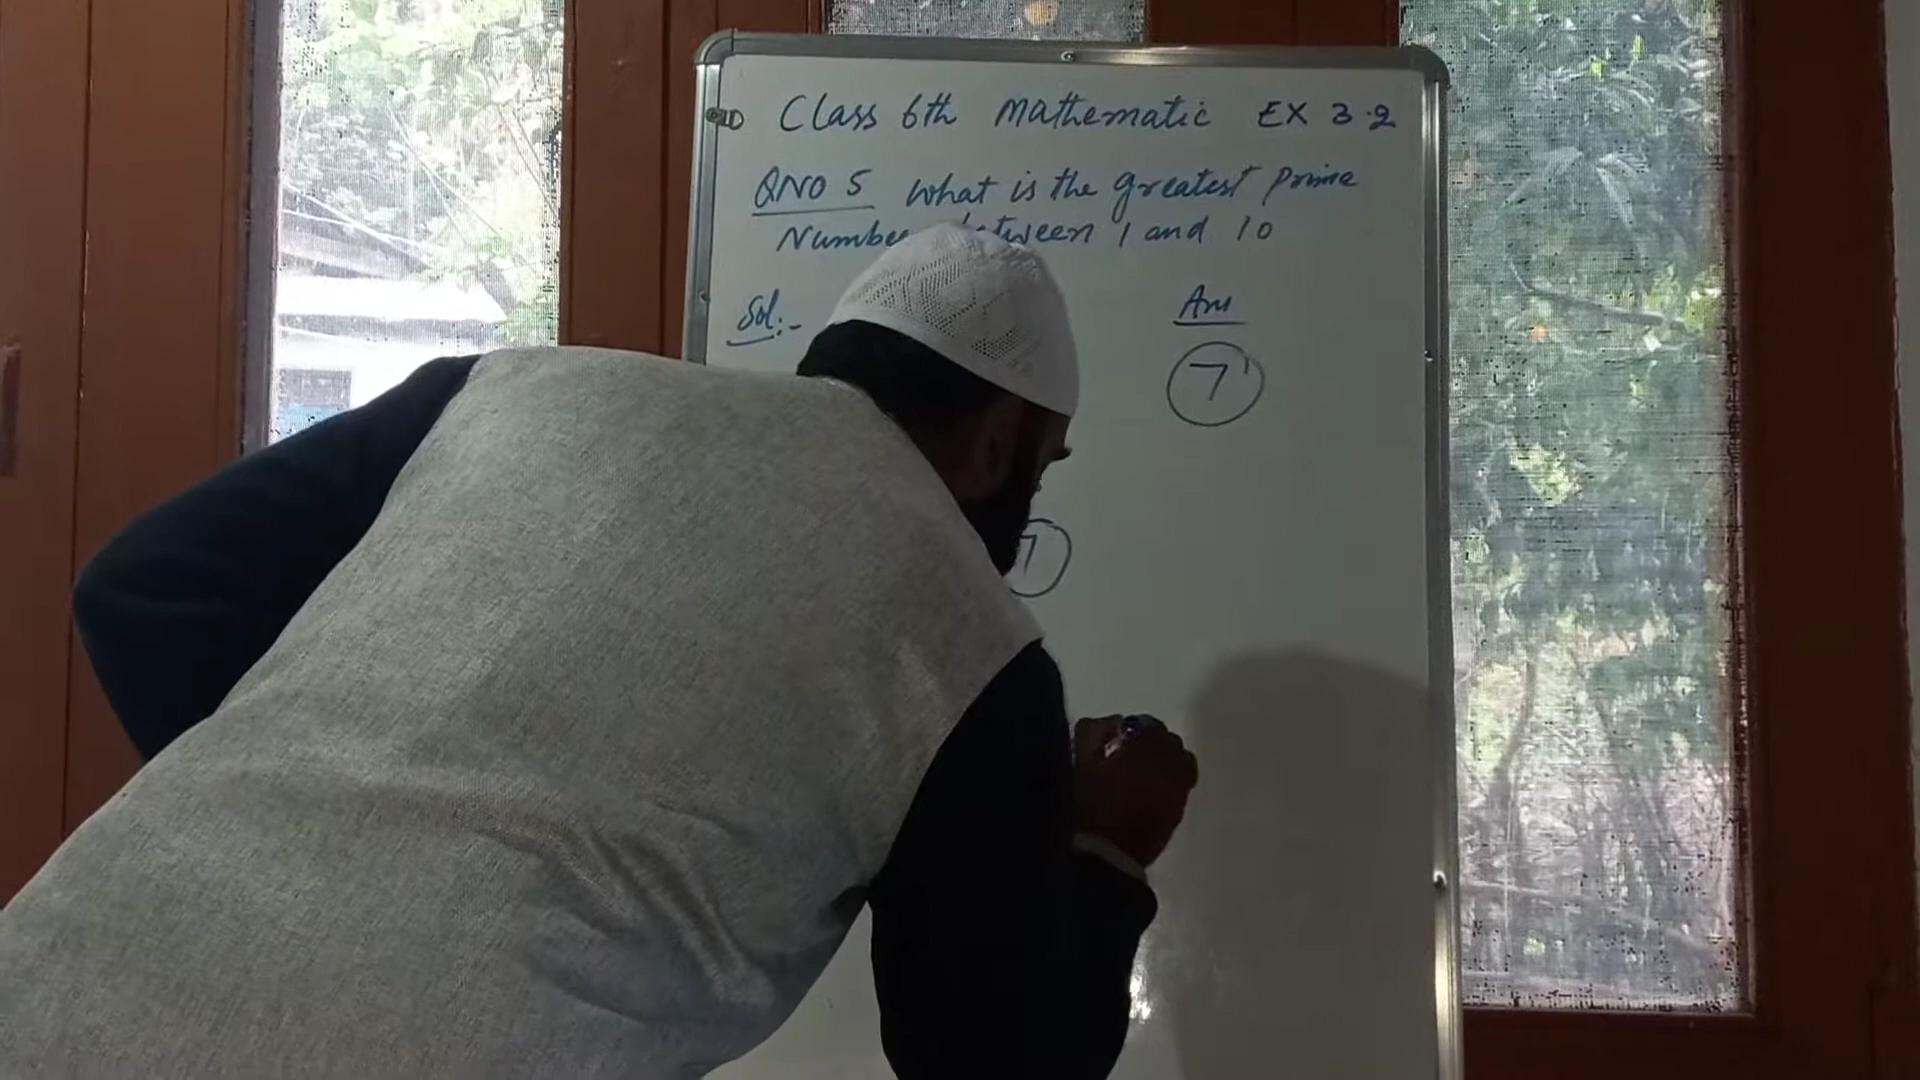 Class 6th Mathematic EX 3.2
QNO 5 What is the greatest Prime
Number between 1 and 10
Sol:-
Ans
7
7